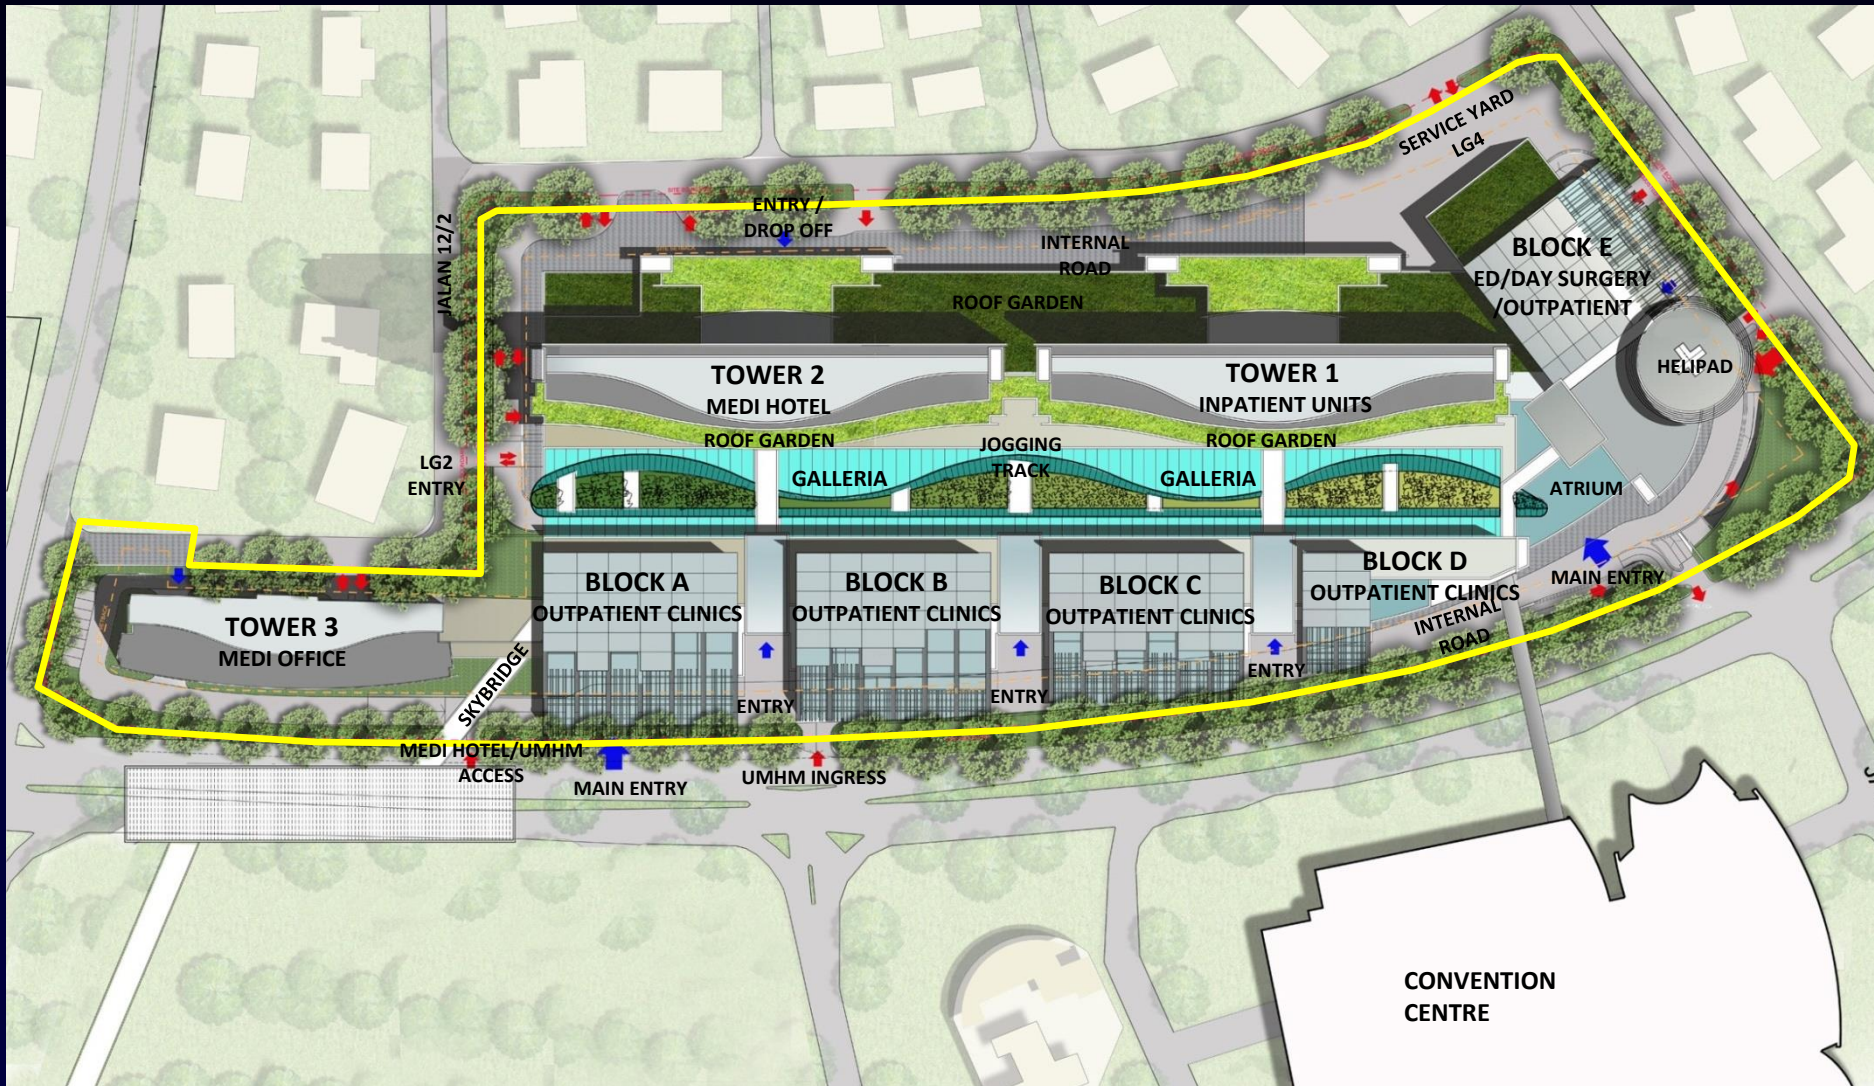 SERVICE YARD
LG4
ENTRY /
DROP OFF
JALAN 12/2
INTERNAL
ROAD
BLOCK E
ED/DAY SURGERY
/OUTPATIENT
ROOF GARDEN
HELIPAD
TOWER 2
MEDI HOTEL
TOWER 1
INPATIENT UNITS
ROOF GARDEN
JOGGING
TRACK
ROOF GARDEN
LG2
ENTRY
GALLERIA
GALLERIA
ATRIUM
BLOCK A
OUTPATIENT CLINICS
BLOCK B
OUTPATIENT CLINICS
BLOCK C
OUTPATIENT CLINICS
BLOCK D
OUTPATIENT CLINICS
MAIN ENTRY
TOWER 3
MEDI OFFICE
INTERNAL
ROAD
SKYBRIDGE
ENTRY
ENTRY
ENTRY
MEDI HOTEL/UMHM
ACCESS
MAIN ENTRY
UMHM INGRESS
CONVENTION
CENTRE